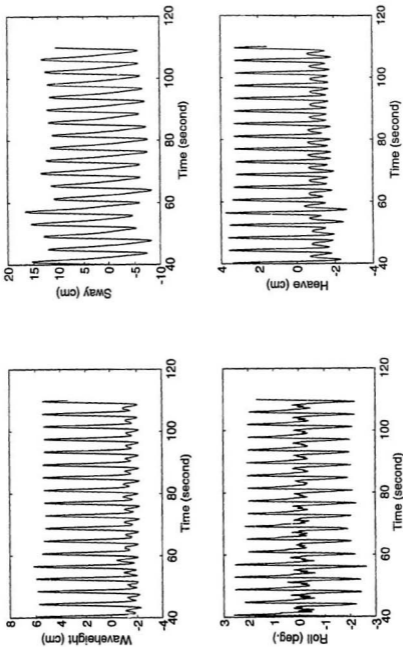 Waveheight (cm)
8
6
4
2
0
-2
-4
40 60 80 100 120
Time (second)
Sway (cm)
20
15
10
5
0
-5
-10
40 60 80 100 120
Time (second)
Roll (deg.)
3
2
1
0
-1
-2
-3
40 60 80 100 120
Time (second)
Heave (cm)
4
2
0
-2
-4
40 60 80 100 120
Time (second)